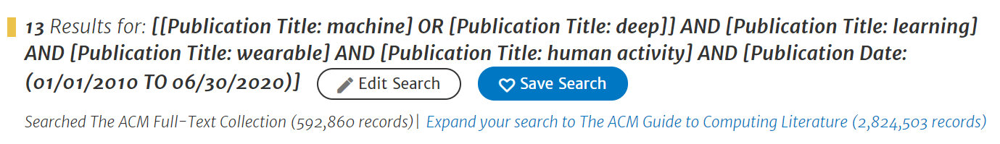 13 Results for: [[Publication Title: machine] OR [Publication Title: deep]] AND [Publication Title: learning]
AND [Publication Title: wearable] AND [Publication Title: human activity] AND [Publication Date:
(01/01/2010 TO 06/30/2020)] Edit Search Save Search
Searched The ACM Full-Text Collection (592,860 records)| Expand your search to The ACM Guide to Computing Literature (2,824,503 records)